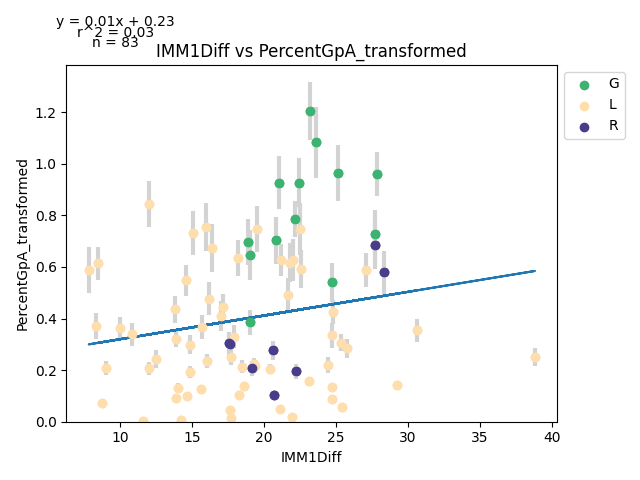 y = 0.01x + 0.23
r^2 = 0.03
n = 83
IMM1Diff vs PercentGpA_transformed
G
L
R
PercentGpA_transformed
1.2
1.0
0.8
0.6
0.4
0.2
0.0
10 15 20 25 30 35 40
IMM1Diff